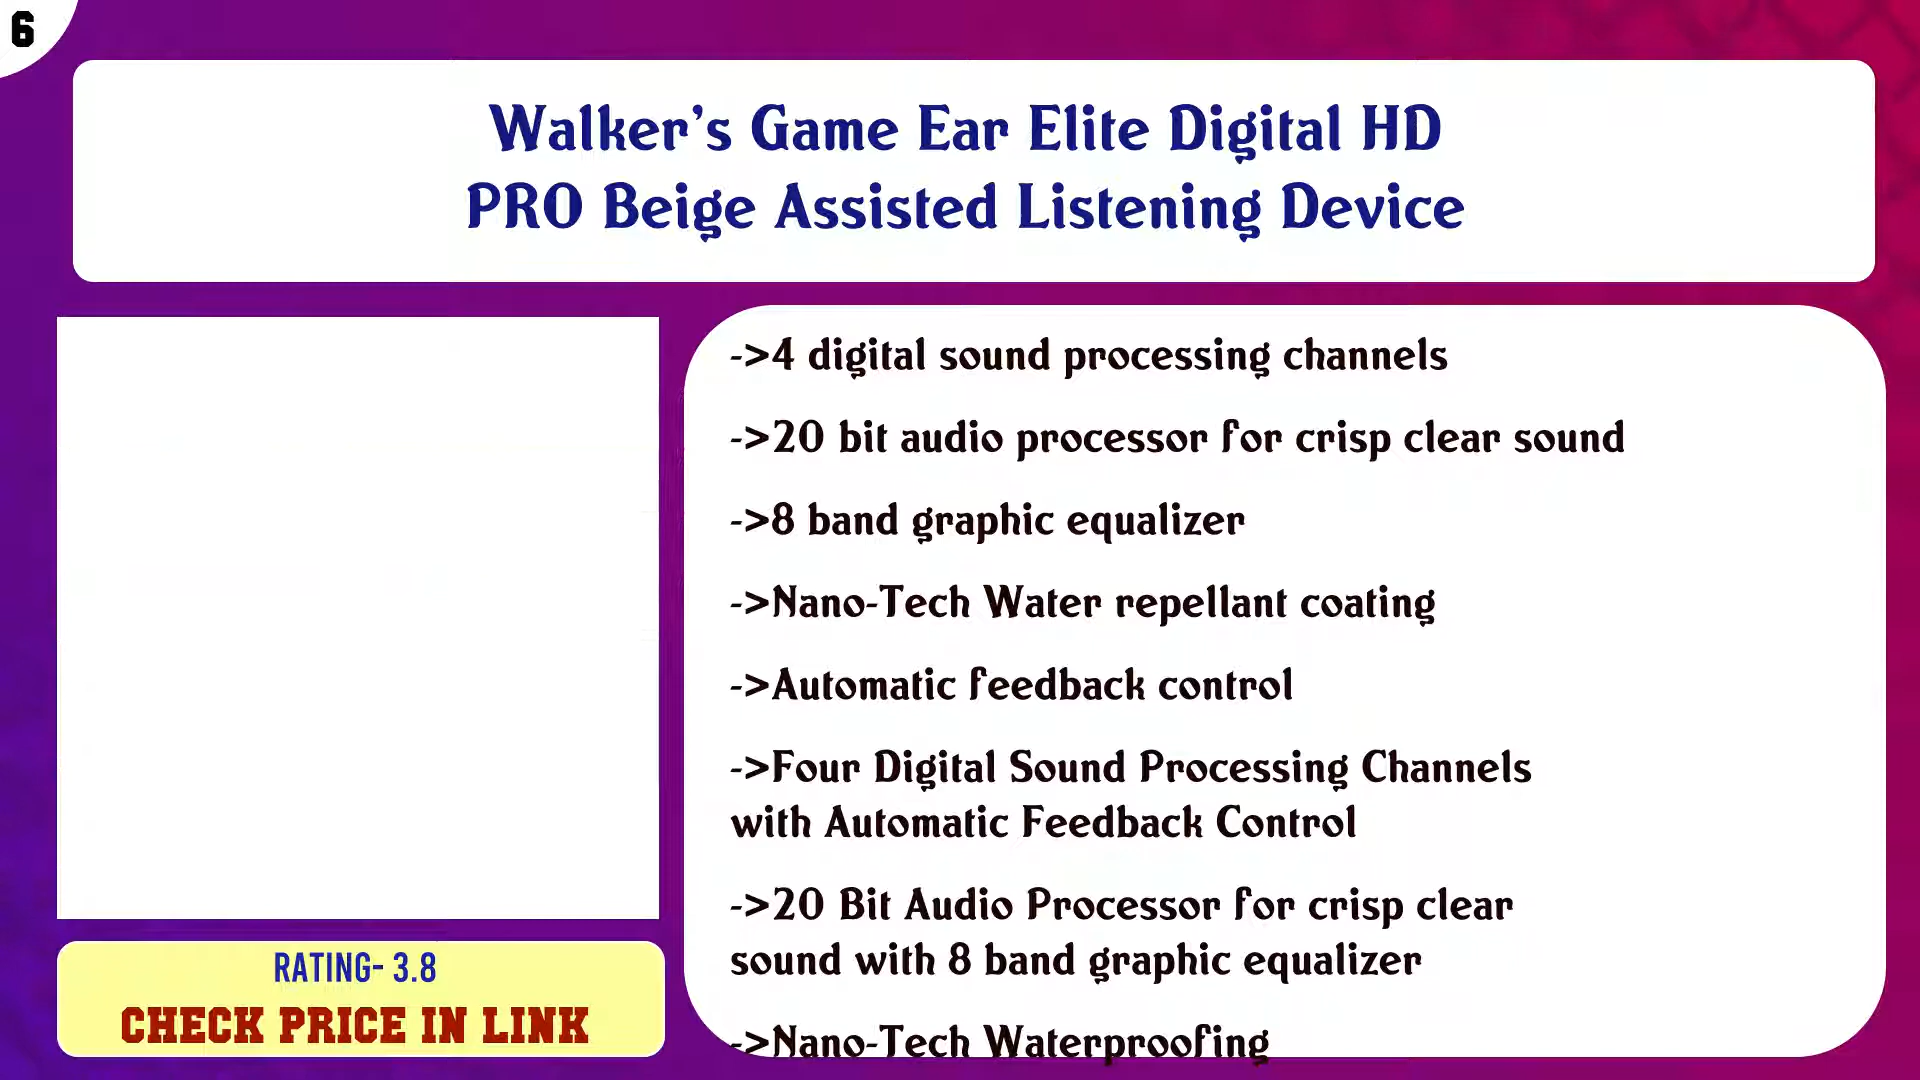 6
Walker's Game Ear Elite Digital HD
PRO Beige Assisted Listening Device
->4 digital sound processing channels
->20 bit audio processor for crisp clear sound
->8 band graphic equalizer
->Nano-Tech Water repellant coating
->Automatic feedback control
->Four Digital Sound Processing Channels
with Automatic Feedback Control
->20 Bit Audio Processor for crisp clear
sound with 8 band graphic equalizer
->Nano-Tech Waterproofing
RATING- 3.8
CHECK PRICE IN LINK